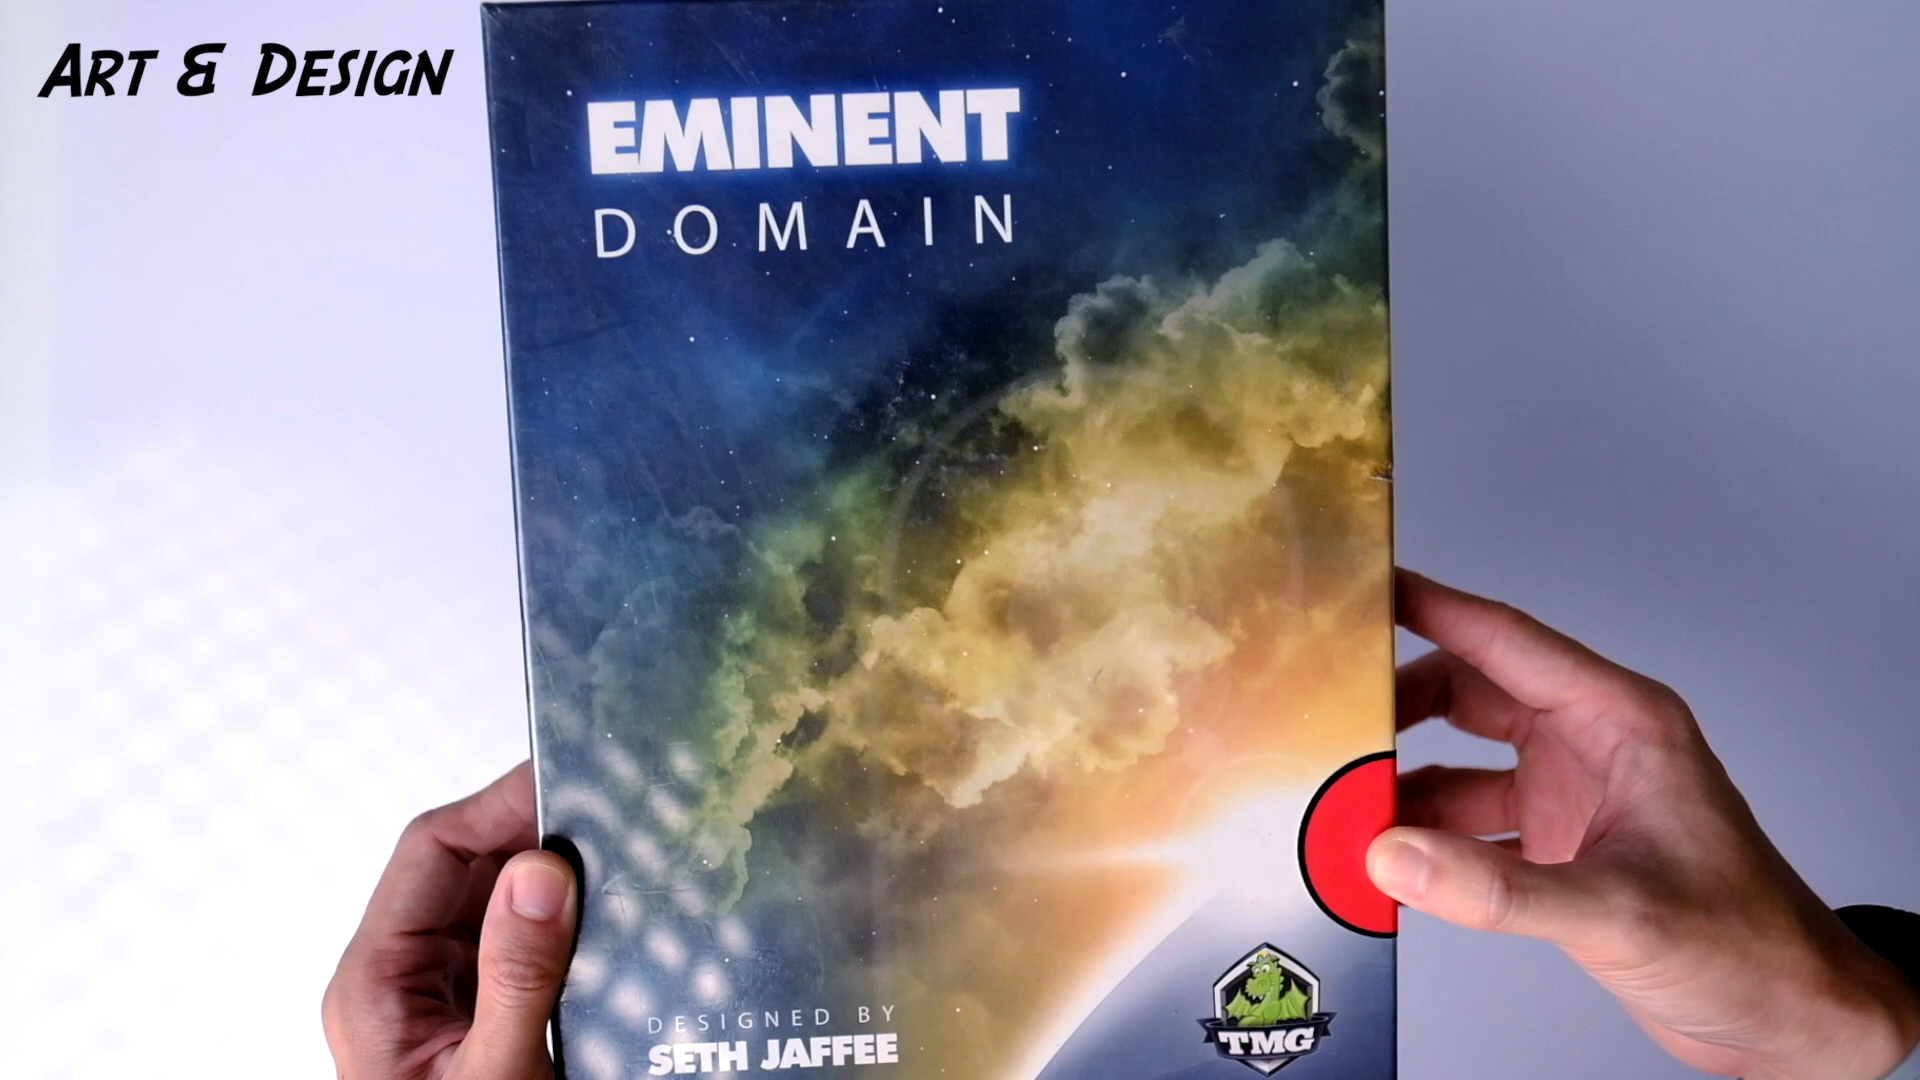 ART & DESIGN
EMINENT
DOMAIN
DESIGNED BY
SETH JAFFEE
TMG